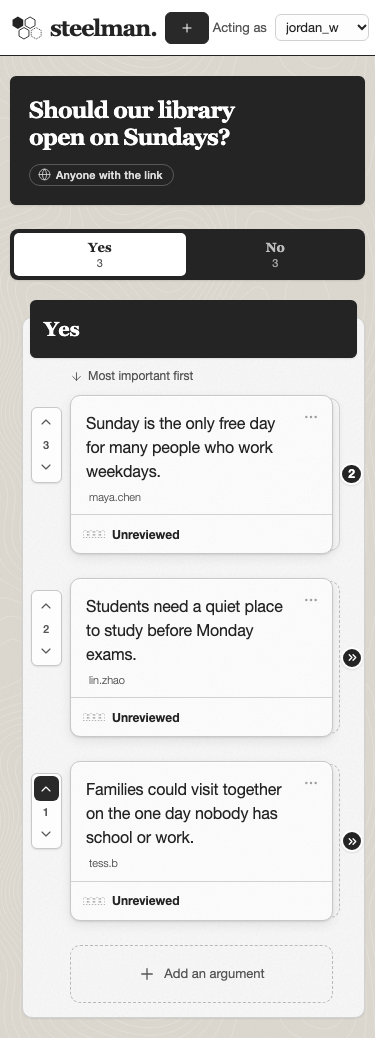 steelman.
+ Acting as jordan_w
Should our library
open on Sundays?
Anyone with the link
Yes
3
No
3
Yes
Most important first
3
Sunday is the only free day
for many people who work
weekdays.
maya.chen
Unreviewed
2
2
Students need a quiet place
to study before Monday
exams.
lin.zhao
Unreviewed
1
Families could visit together
on the one day nobody has
school or work.
tess.b
Unreviewed
+ Add an argument